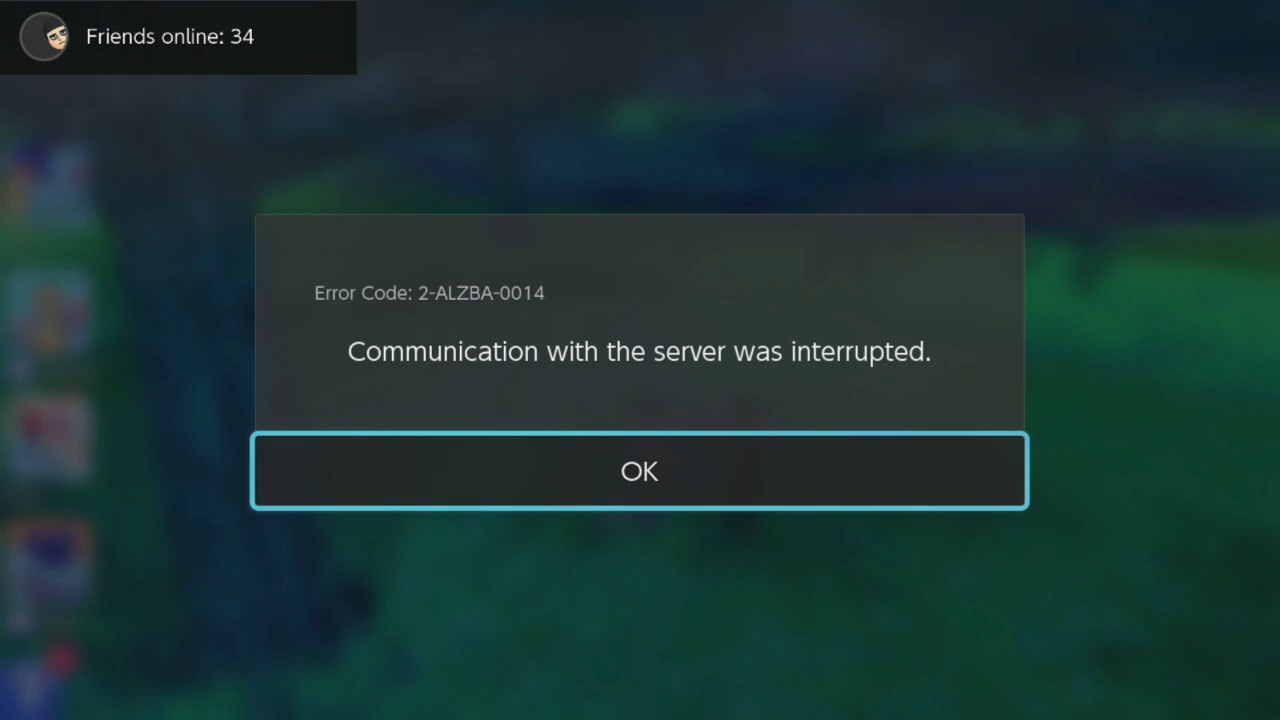 Friends online: 34
Error Code: 2-ALZBA-0014
Communication with the server was interrupted.
OK